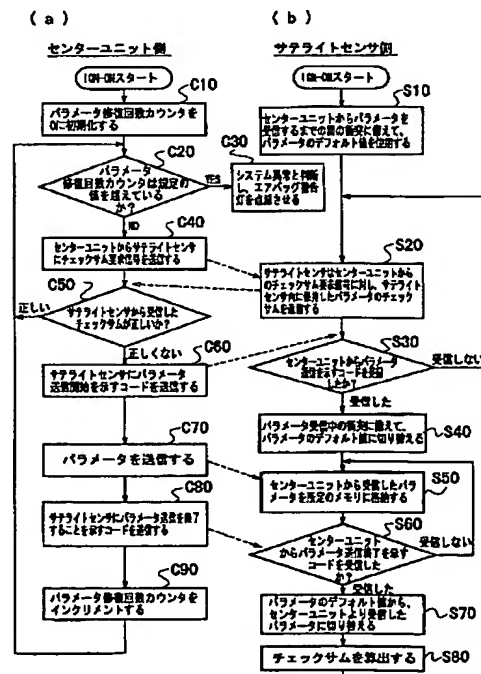 (a)
センターユニット側
IGN-ONスタート
C10
パラメータ修復回数カウンタを
0に初期化する
C20
パラメータ
修復回数カウンタは設定の
値を超えている
か?
YES
NO
C30
システム異常と判断
し、エアバッグ警告
灯を点滅させる
C40
センターユニットからサテライトセンサ
にチェックサム要求信号を送信する
C50
サテライトセンサから受信した
チェックサムが正しいか?
正しい
正しくない
C60
サテライトセンサにパラメータ
送信開始を示すコードを送信する
C70
パラメータを送信する
C80
サテライトセンサにパラメータ送信を終了
することを示すコードを送信する
C90
パラメータ修復回数カウンタを
インクリメントする
(b)
サテライトセンサ側
IGN-ONスタート
S10
センターユニットからパラメータを
受信するまでの間の衝突に備えて、
パラメータのデフォルト値を使用する
S20
サテライトセンサはセンターユニットから
のチェックサム要求信号に対し、サテライト
センサ内に保持したパラメータのチェック
サムを返信する
S30
センターユニットからパラメータ
送信を示すコードを受信
したか?
受信しない
受信した
S40
パラメータ受信中の衝突に備えて、
パラメータのデフォルト値に切り替える
S50
センターユニットから受信したパラ
メータを所定のメモリに格納する
S60
センターユニット
からパラメータ送信終了を示す
コードを受信した
か?
受信しない
受信した
S70
パラメータのデフォルト値から、
センターユニットより受信した
パラメータに切り替える
S80
チェックサムを算出する